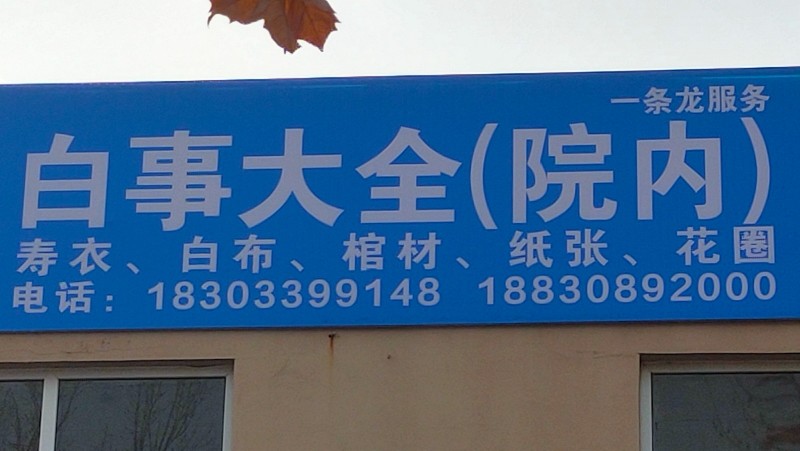 一条龙服务
白事大全(院内)
寿衣、白布、棺材、纸张、花圈
电话：18303399148 18830892000